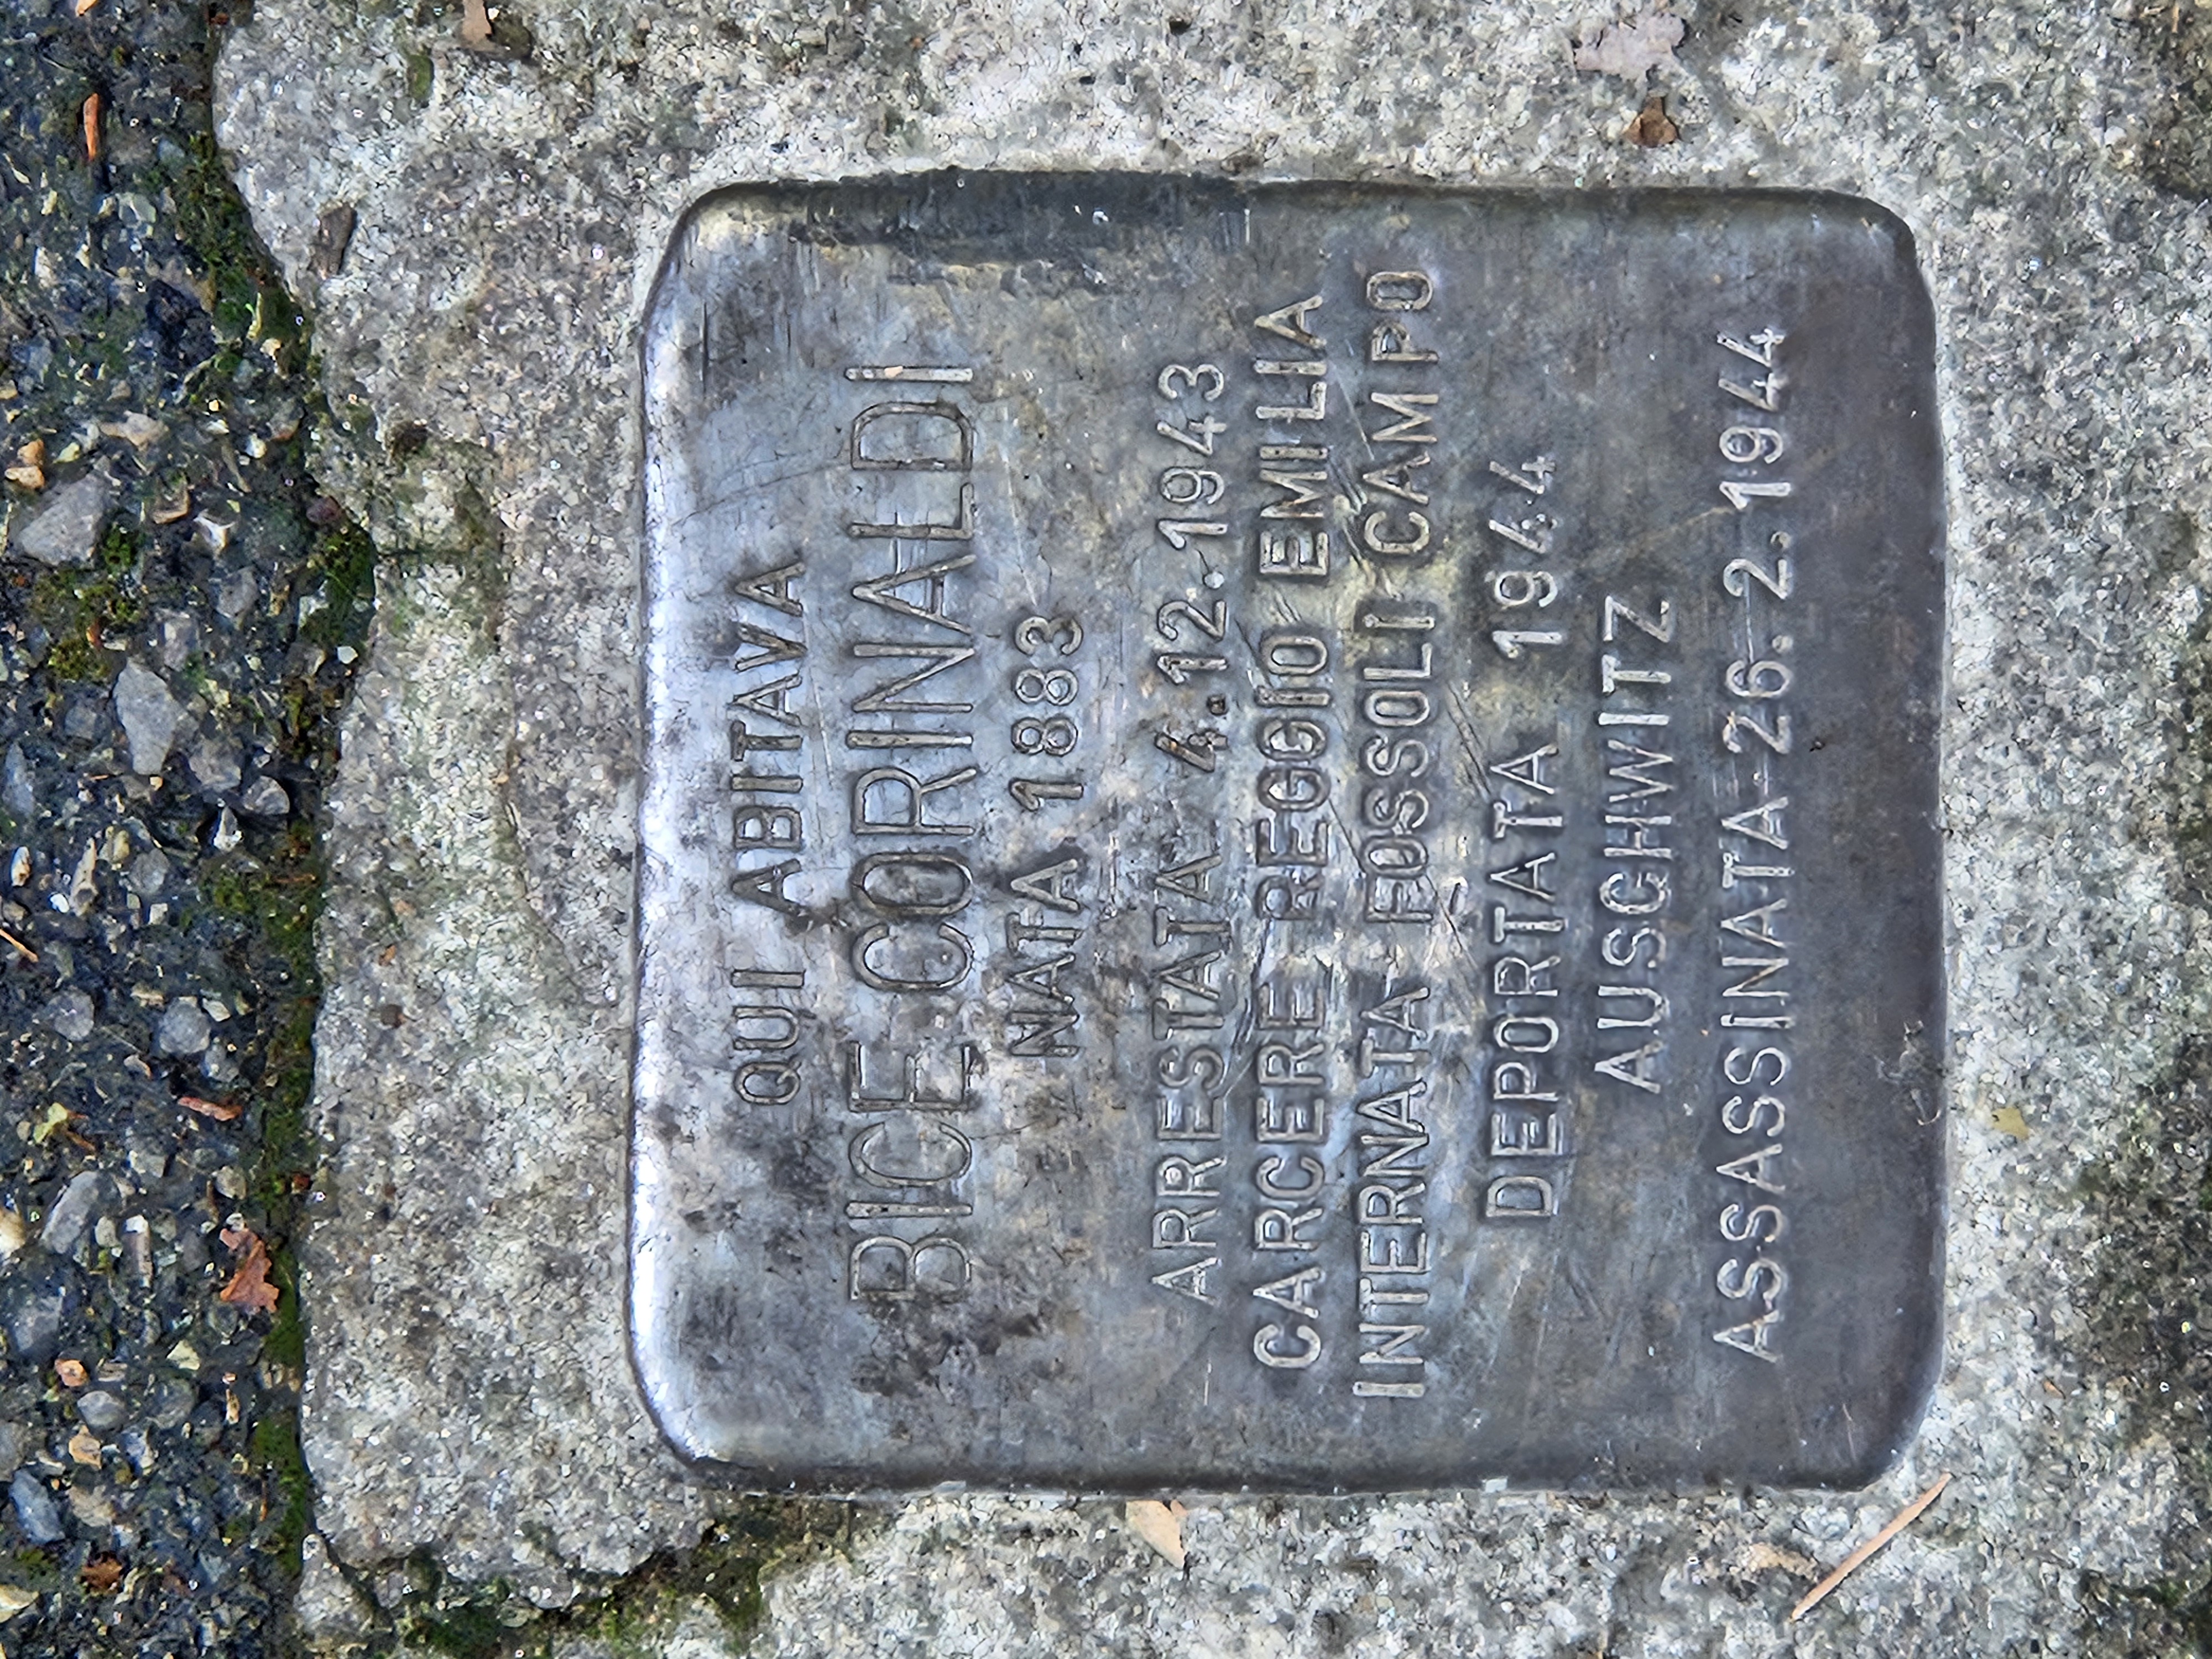 QUI ABITAVA
BICE CORINALDI
NATA 1883
ARRESTATA 4.12.1943
CARCERE REGGIO EMILIA
INTERNATA FOSSOLI CAMPO
DEPORTATA 1944
AUSCHWITZ
ASSASSINATA 26.2.1944